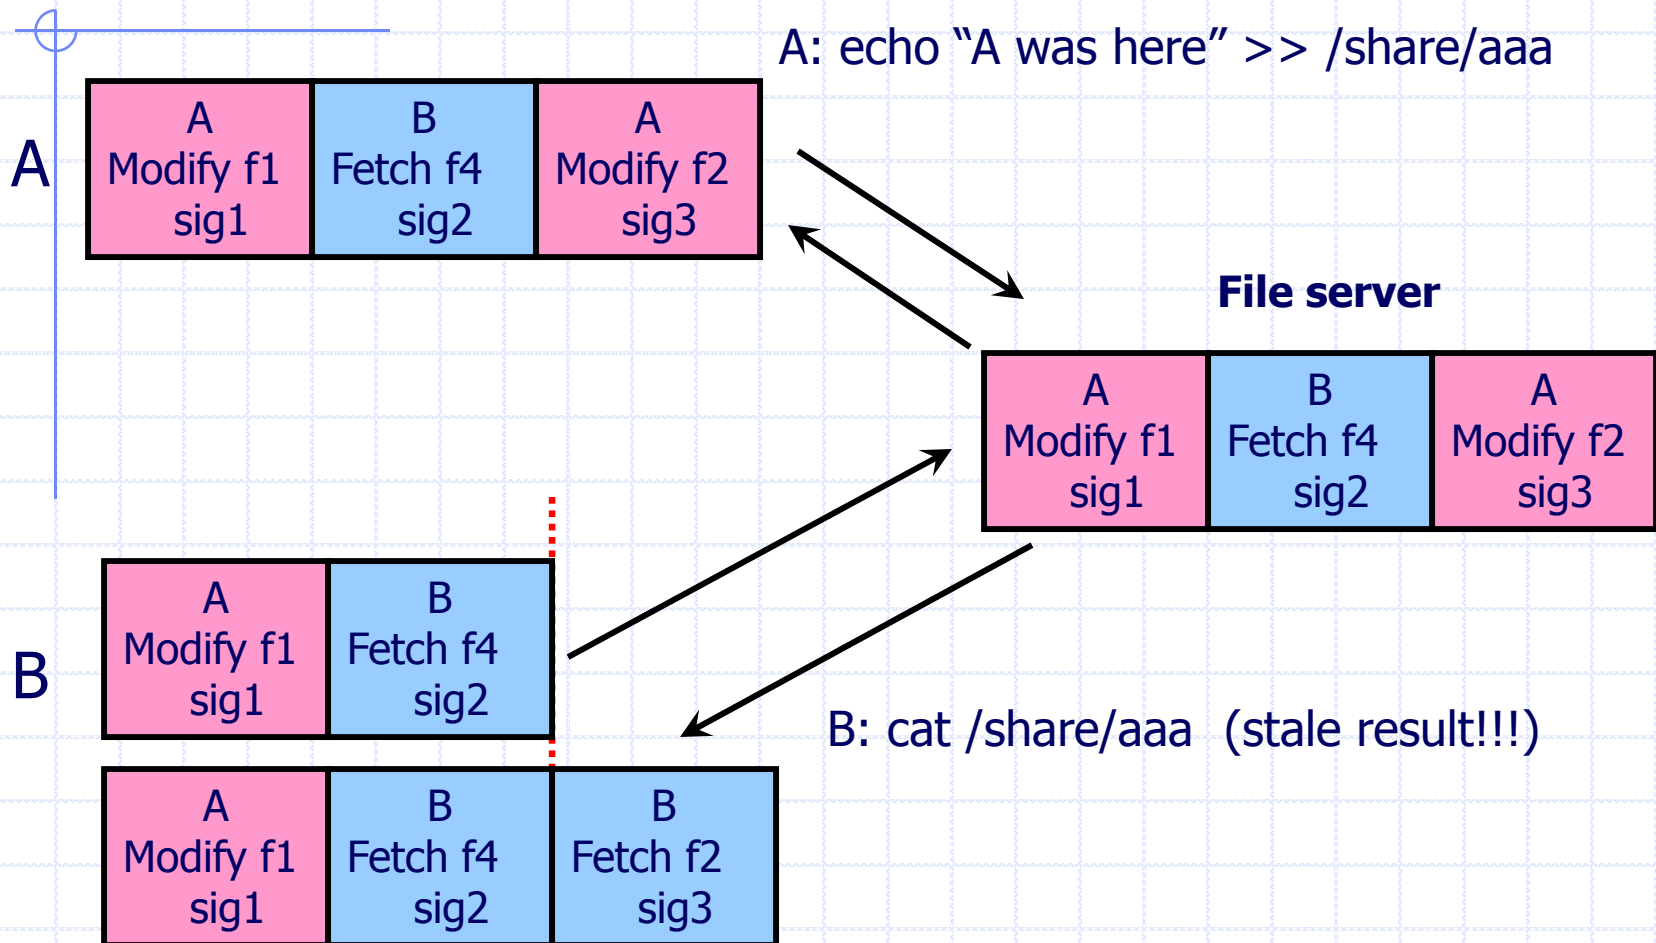 A: echo “A was here” >> /share/aaa
A
A
Modify f1
sig1
B
Fetch f4
sig2
A
Modify f2
sig3
File server
A
Modify f1
sig1
B
Fetch f4
sig2
A
Modify f2
sig3
B
A
Modify f1
sig1
B
Fetch f4
sig2
B: cat /share/aaa (stale result!!!)
A
Modify f1
sig1
B
Fetch f4
sig2
B
Fetch f2
sig3